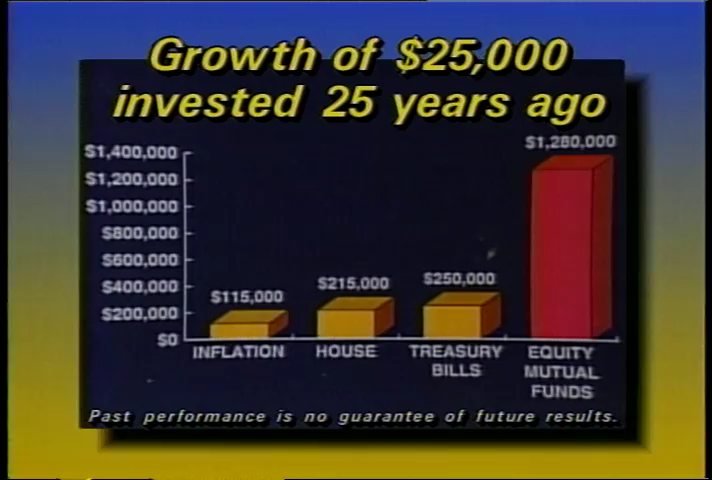 Growth of $25,000
invested 25 years ago
$1,280,000
$1,400,000
$1,200,000
$1,000,000
$800,000
$600,000
$400,000
$200,000
$0
$115,000
$215,000
$250,000
INFLATION
HOUSE
TREASURY
BILLS
EQUITY
MUTUAL
FUNDS
Past performance is no guarantee of future results.